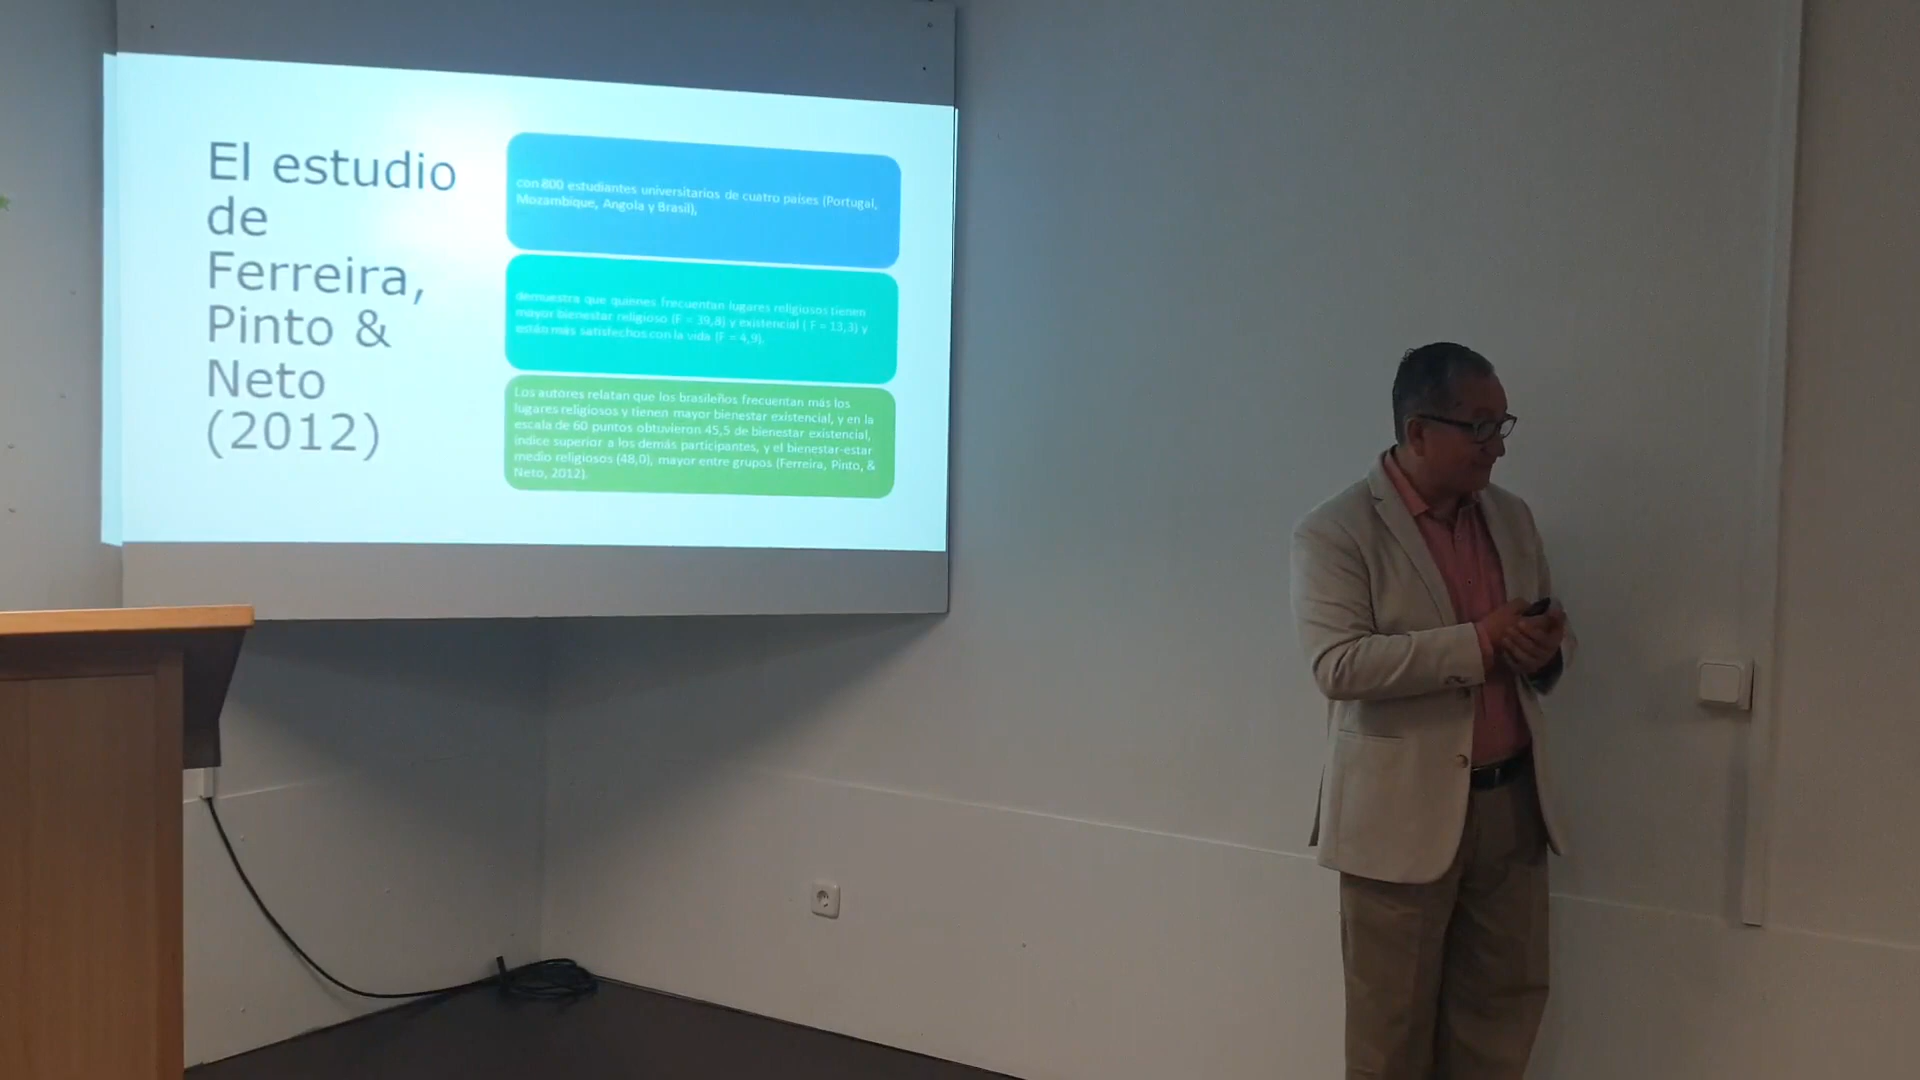 El estudio
de
Ferreira,
Pinto &
Neto
(2012)
con 800 estudiantes universitarios de cuatro países (Portugal,
Mozambique, Angola y Brasil),
demuestra que quienes frecuentan lugares religiosos tienen
mayor bienestar religioso (F = 39,8) y existencial ( F = 13,3) y
están más satisfechos con la vida (F = 4,9).
Los autores relatan que los brasileños frecuentan más los
lugares religiosos y tienen mayor bienestar existencial, y en la
escala de 60 puntos obtuvieron 45,5 de bienestar existencial,
índice superior a los demás participantes, y el bienestar-estar
medio religiosos (48,0), mayor entre grupos (Ferreira, Pinto, &
Neto, 2012).